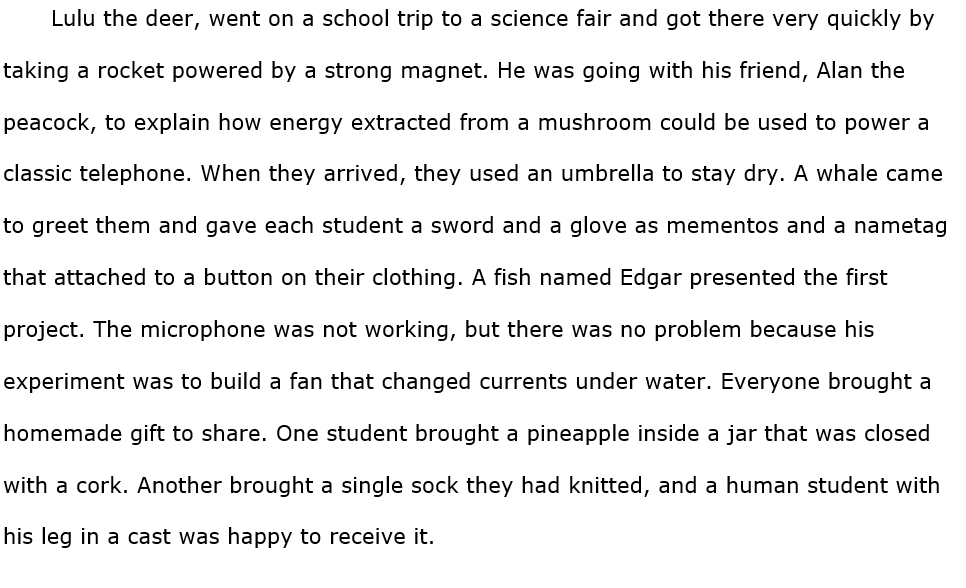 Lulu the deer, went on a school trip to a science fair and got there very quickly by
taking a rocket powered by a strong magnet. He was going with his friend, Alan the
peacock, to explain how energy extracted from a mushroom could be used to power a
classic telephone. When they arrived, they used an umbrella to stay dry. A whale came
to greet them and gave each student a sword and a glove as mementos and a nametag
that attached to a button on their clothing. A fish named Edgar presented the first
project. The microphone was not working, but there was no problem because his
experiment was to build a fan that changed currents under water. Everyone brought a
homemade gift to share. One student brought a pineapple inside a jar that was closed
with a cork. Another brought a single sock they had knitted, and a human student with
his leg in a cast was happy to receive it.